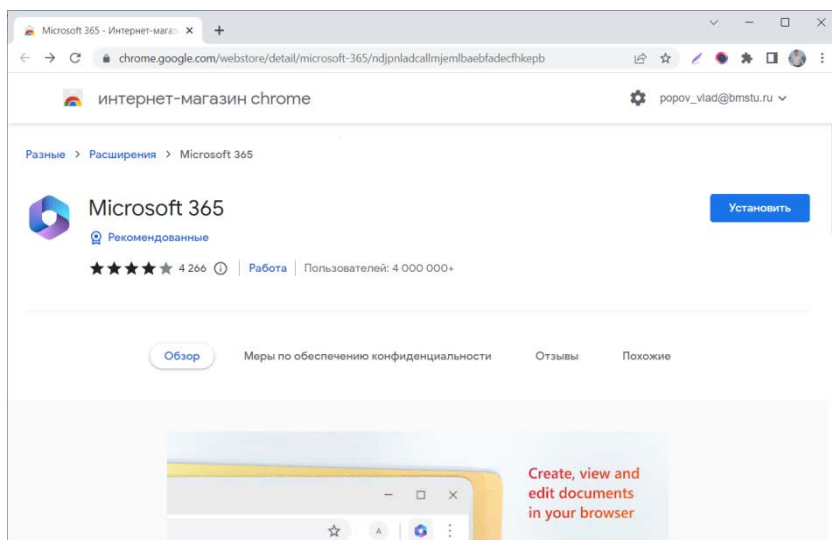 Microsoft 365 - Интернет-магаз
chrome.google.com/webstore/detail/microsoft-365/ndjpnladcallmjemlbaebfadecfhkepb
интернет-магазин chrome
popov_vlad@bmstu.ru
Разные > Расширения > Microsoft 365
Microsoft 365
Установить
Рекомендованные
4 266 Работа Пользователей: 4 000 000+
Обзор Меры по обеспечению конфиденциальности Отзывы Похожие
Create, view and
edit documents
in your browser
A